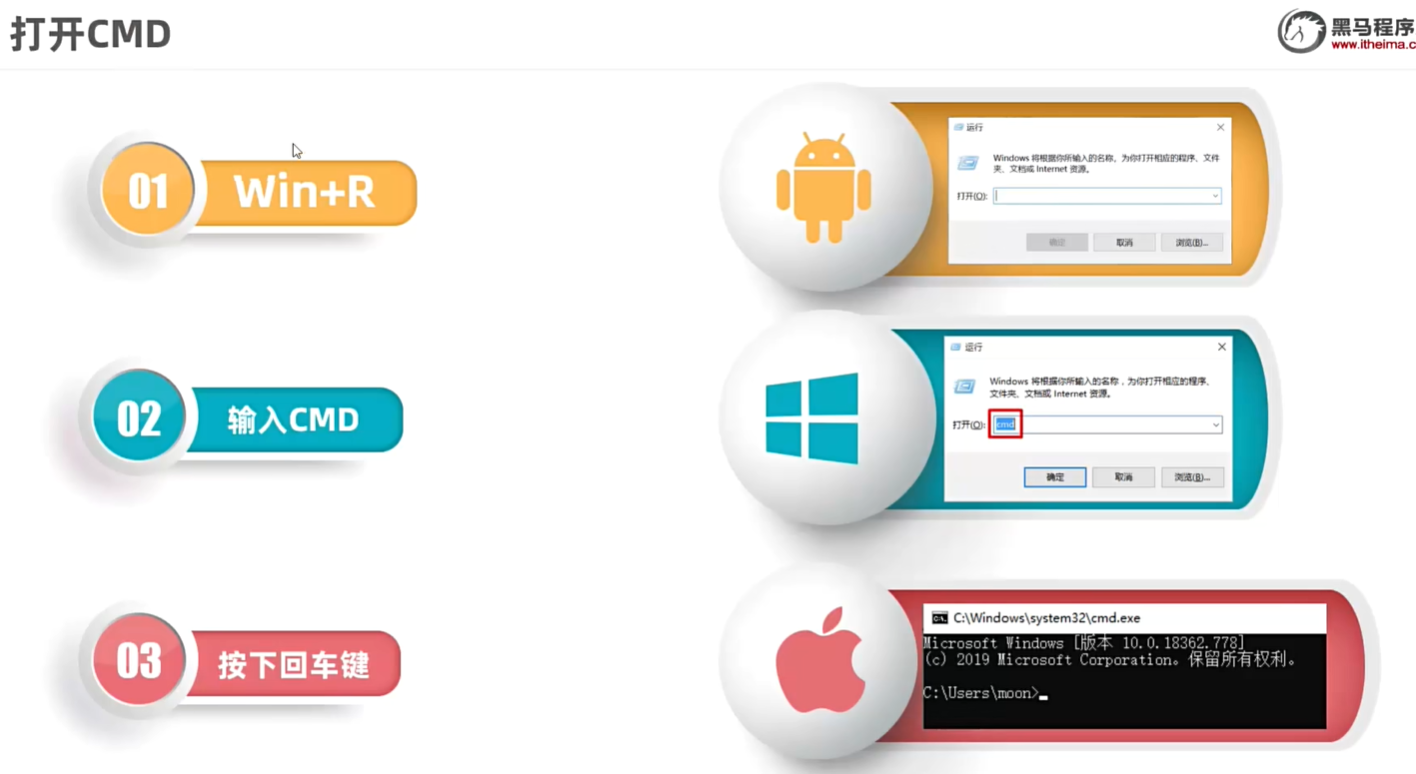 打开CMD
黑马程序
www.itheima.c
01
Win+R
运行
Windows 将根据你所输入的名称，为你打开相应的程序、文件
夹、文档或 Internet 资源。
打开(O):
确定
取消
浏览(B)...
02
输入CMD
运行
Windows 将根据你所输入的名称，为你打开相应的程序、
文件夹、文档或 Internet 资源。
打开(O):
cmd
确定
取消
浏览(B)...
03
按下回车键
C:\Windows\system32\cmd.exe
Microsoft Windows [版本 10.0.18362.778]
(c) 2019 Microsoft Corporation。保留所有权利。
C:\Users\moon>